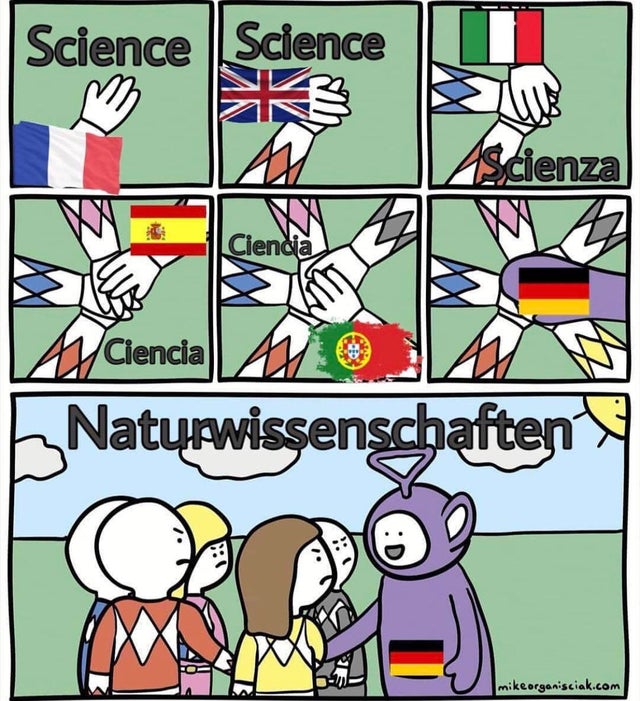 Science
Science
Scienza
Ciencia
Ciencia
Naturwissenschaften
mikeorganisciak.com